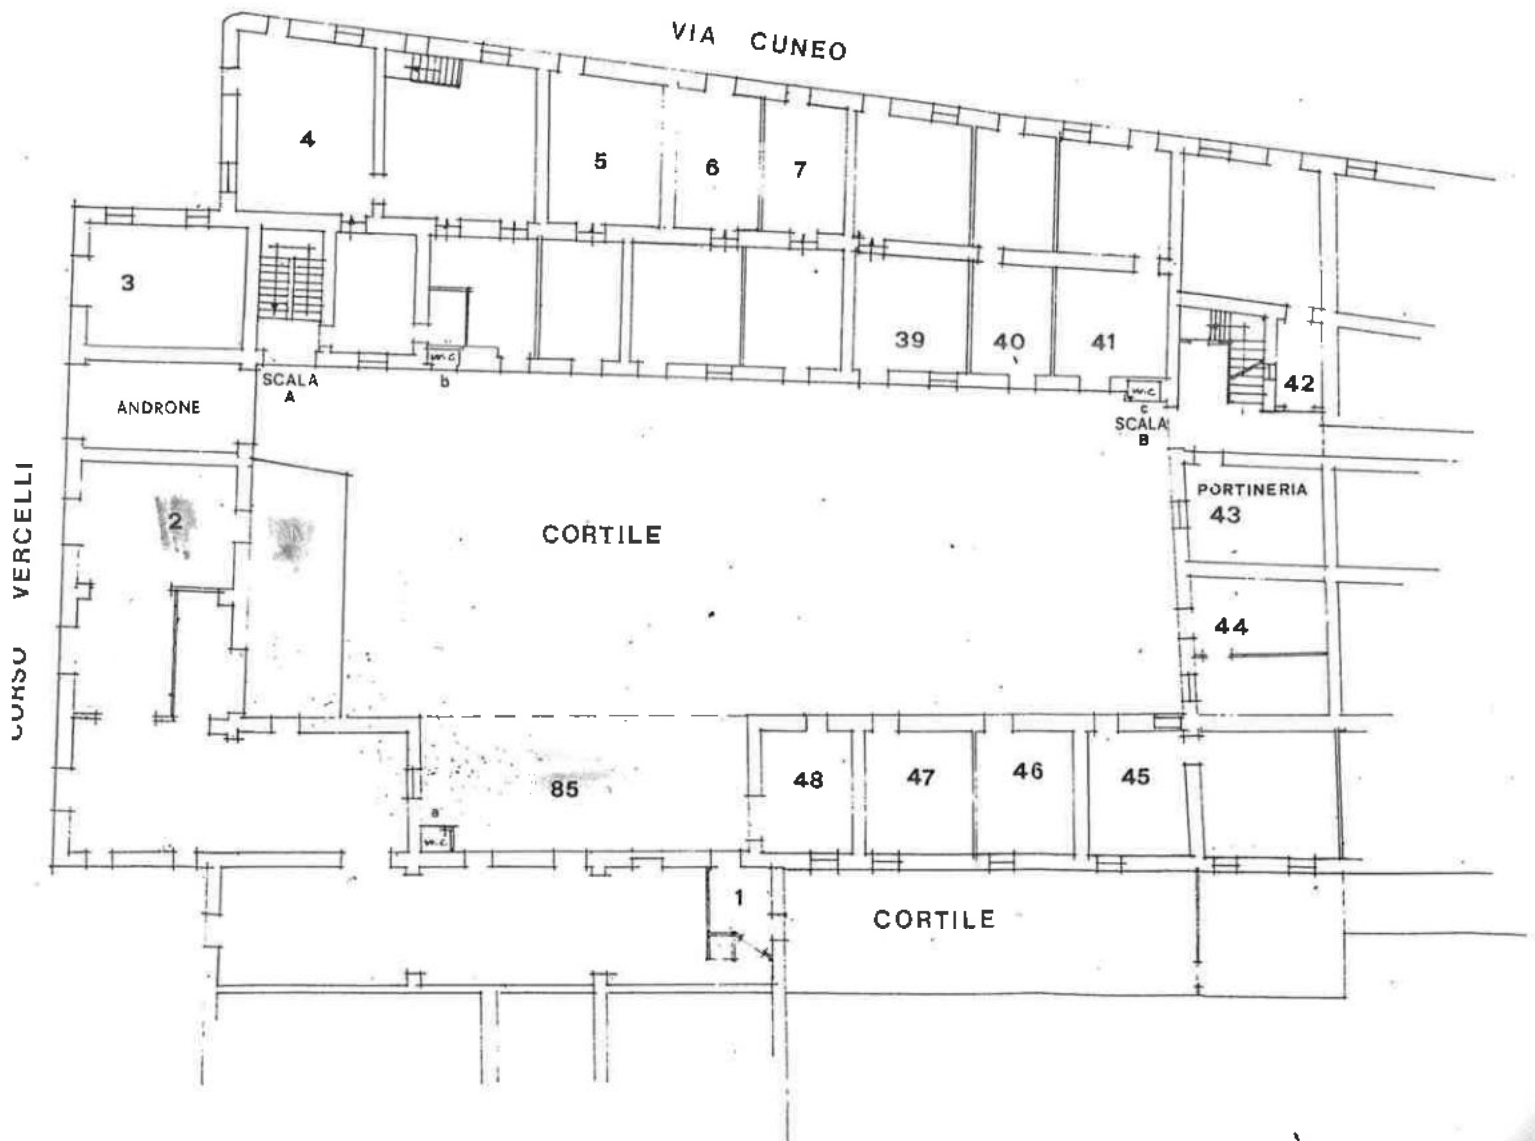 VIA CUNEO
4
5
6
7
3
39
40
41
42
w.c
b
w.c
c
SCALA
A
SCALA
B
ANDRONE
CORSO VERCELLI
2
CORTILE
PORTINERIA
43
44
85
a
w.c
48
47
46
45
1
CORTILE